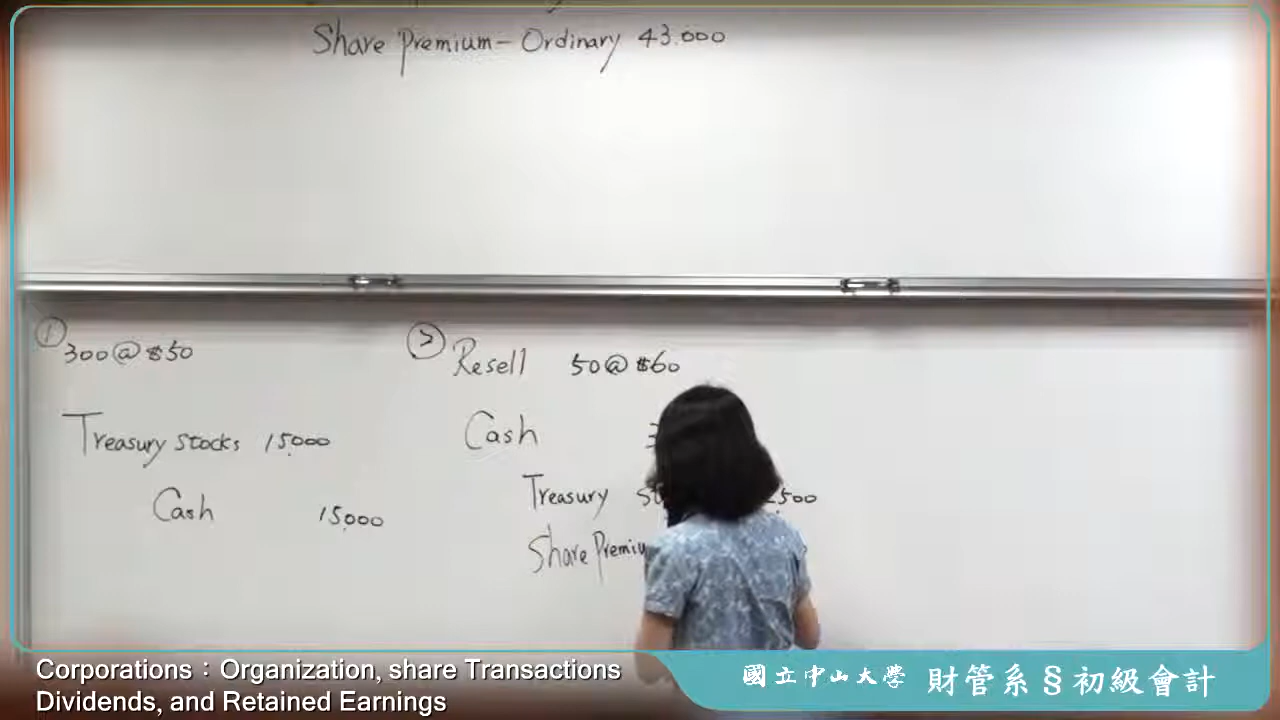 Share Premium - Ordinary 43.000
① 300@$50
Treasury Stocks 15.000
Cash 15.000
② Resell 50@$60
Cash
Treasury 500
Share Premiu
Corporations：Organization, share Transactions
Dividends, and Retained Earnings
國立中山大學 財管系§初級會計